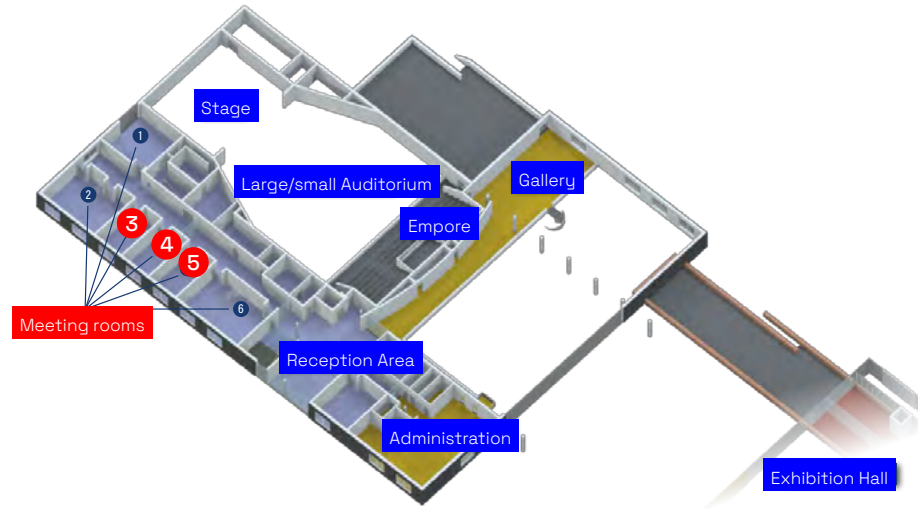 Stage
1
Large/small Auditorium
Gallery
2
3
Empore
4
5
6
Meeting rooms
Reception Area
Administration
Exhibition Hall